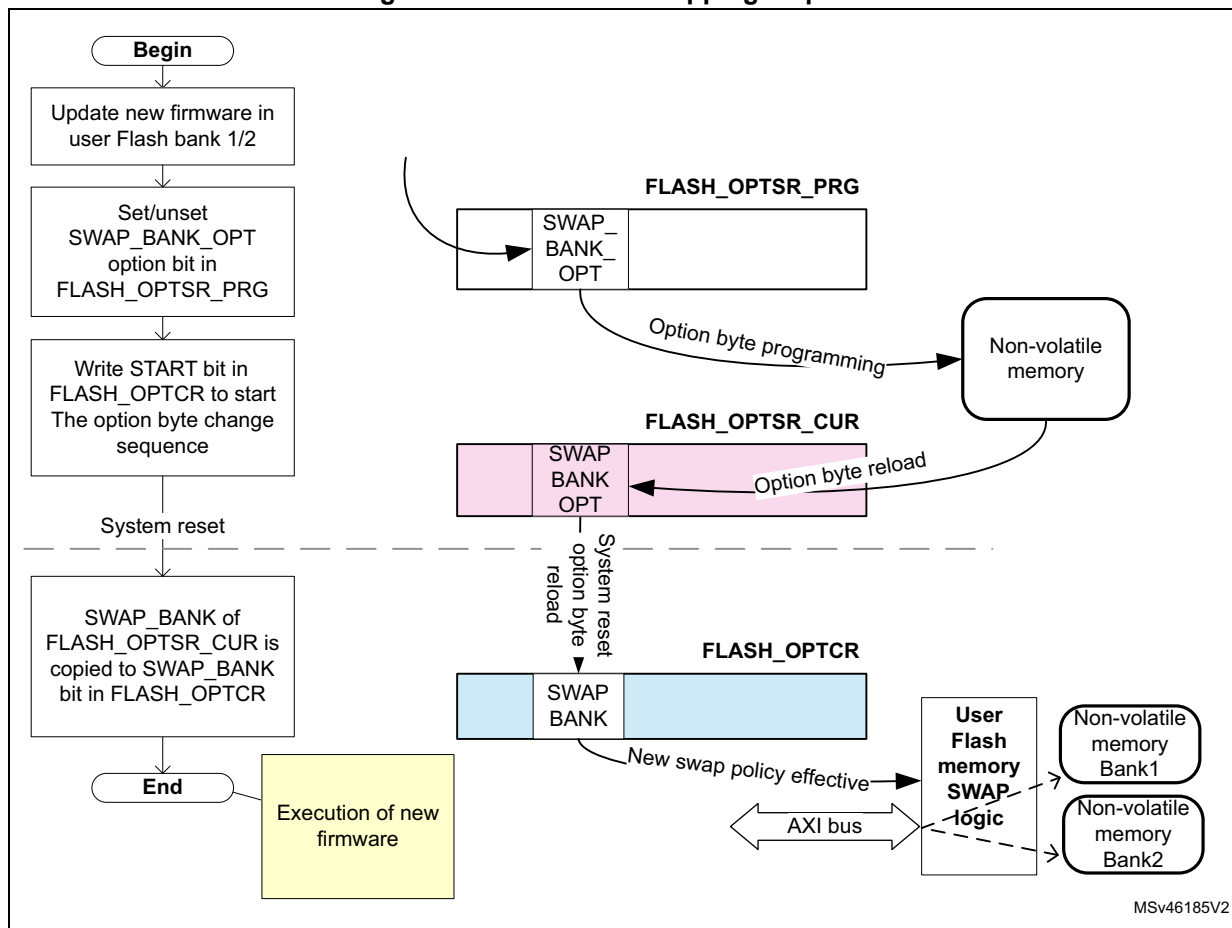 Begin
Update new firmware in
user Flash bank 1/2
Set/unset
SWAP_BANK_OPT
option bit in
FLASH_OPTSR_PRG
Write START bit in
FLASH_OPTCR to start
The option byte change
sequence
System reset
SWAP_BANK of
FLASH_OPTSR_CUR is
copied to SWAP_BANK
bit in FLASH_OPTCR
End
Execution of new
firmware
FLASH_OPTSR_PRG
SWAP_
BANK_
OPT
Option byte programming
Non-volatile
memory
FLASH_OPTSR_CUR
SWAP
BANK
OPT
Option byte reload
System reset
option byte
reload
FLASH_OPTCR
SWAP
BANK
New swap policy effective
AXI bus
User
Flash
memory
SWAP
logic
Non-volatile
memory
Bank1
Non-volatile
memory
Bank2
MSv46185V2